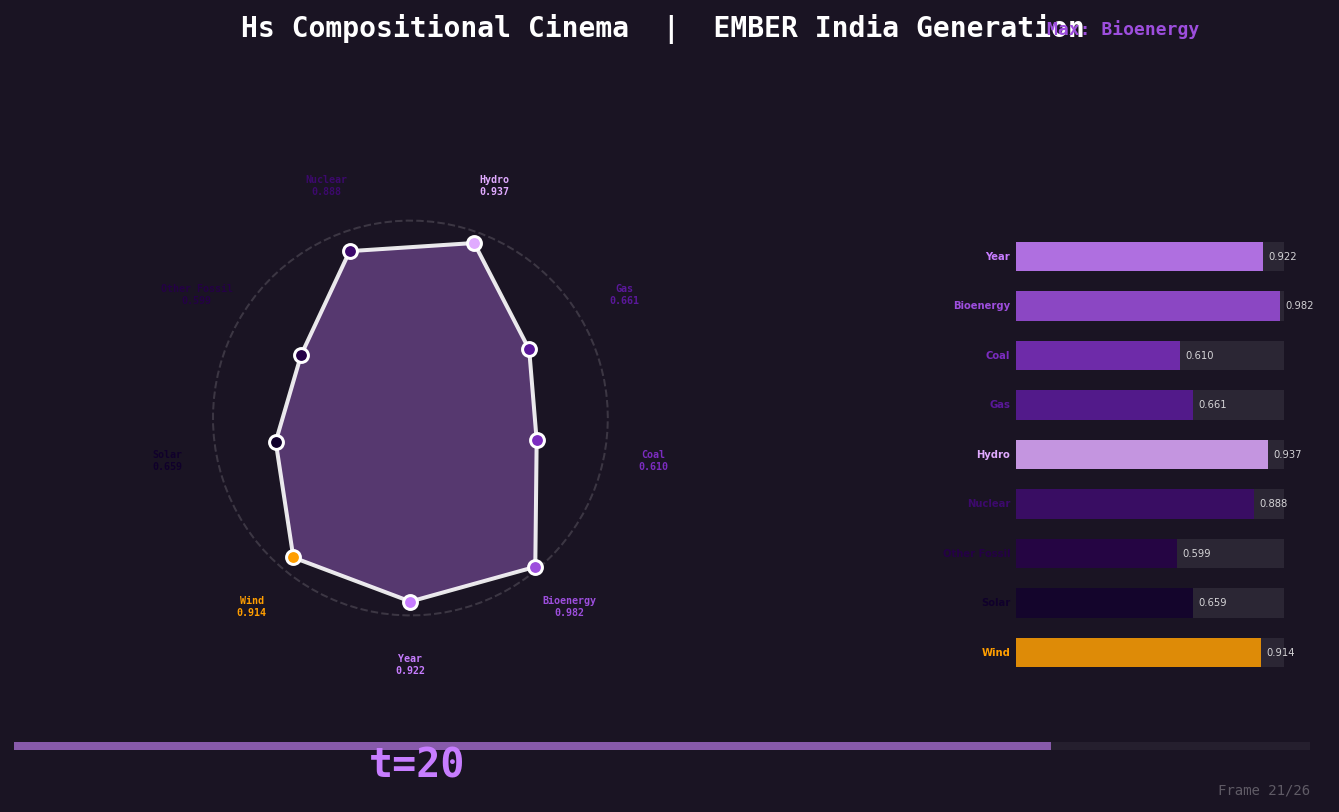 Hs Compositional Cinema | EMBER India Generation
Max: Bioenergy
Nuclear
0.888
Hydro
0.937
Other Fossil
0.599
Gas
0.661
Solar
0.659
Coal
0.610
Wind
0.914
Bioenergy
0.982
Year
0.922
Year 0.922
Bioenergy 0.982
Coal 0.610
Gas 0.661
Hydro 0.937
Nuclear 0.888
Other Fossil 0.599
Solar 0.659
Wind 0.914
t=20
Frame 21/26